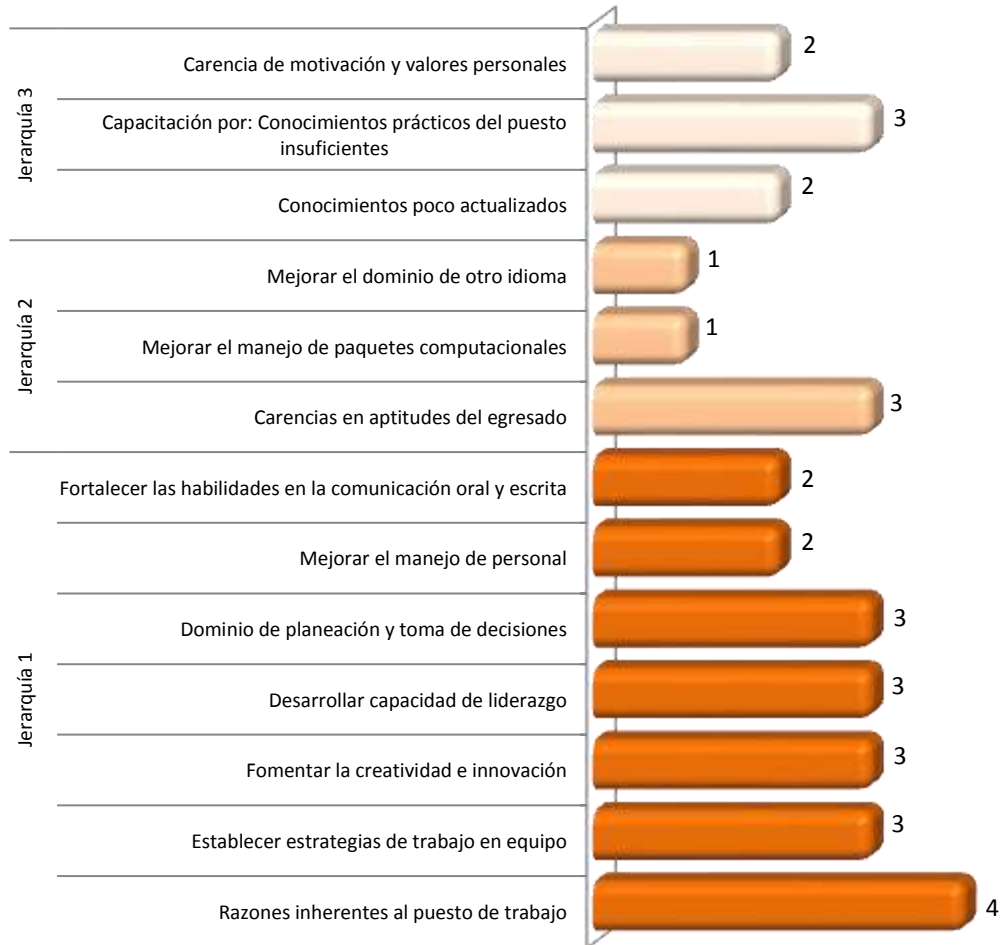 Jerarquía 3
Carencia de motivación y valores personales
2
Capacitación por: Conocimientos prácticos del puesto
insuficientes
3
Conocimientos poco actualizados
2
Jerarquía 2
Mejorar el dominio de otro idioma
1
Mejorar el manejo de paquetes computacionales
1
Carencias en aptitudes del egresado
3
Jerarquía 1
Fortalecer las habilidades en la comunicación oral y escrita
2
Mejorar el manejo de personal
2
Dominio de planeación y toma de decisiones
3
Desarrollar capacidad de liderazgo
3
Fomentar la creatividad e innovación
3
Establecer estrategias de trabajo en equipo
3
Razones inherentes al puesto de trabajo
4